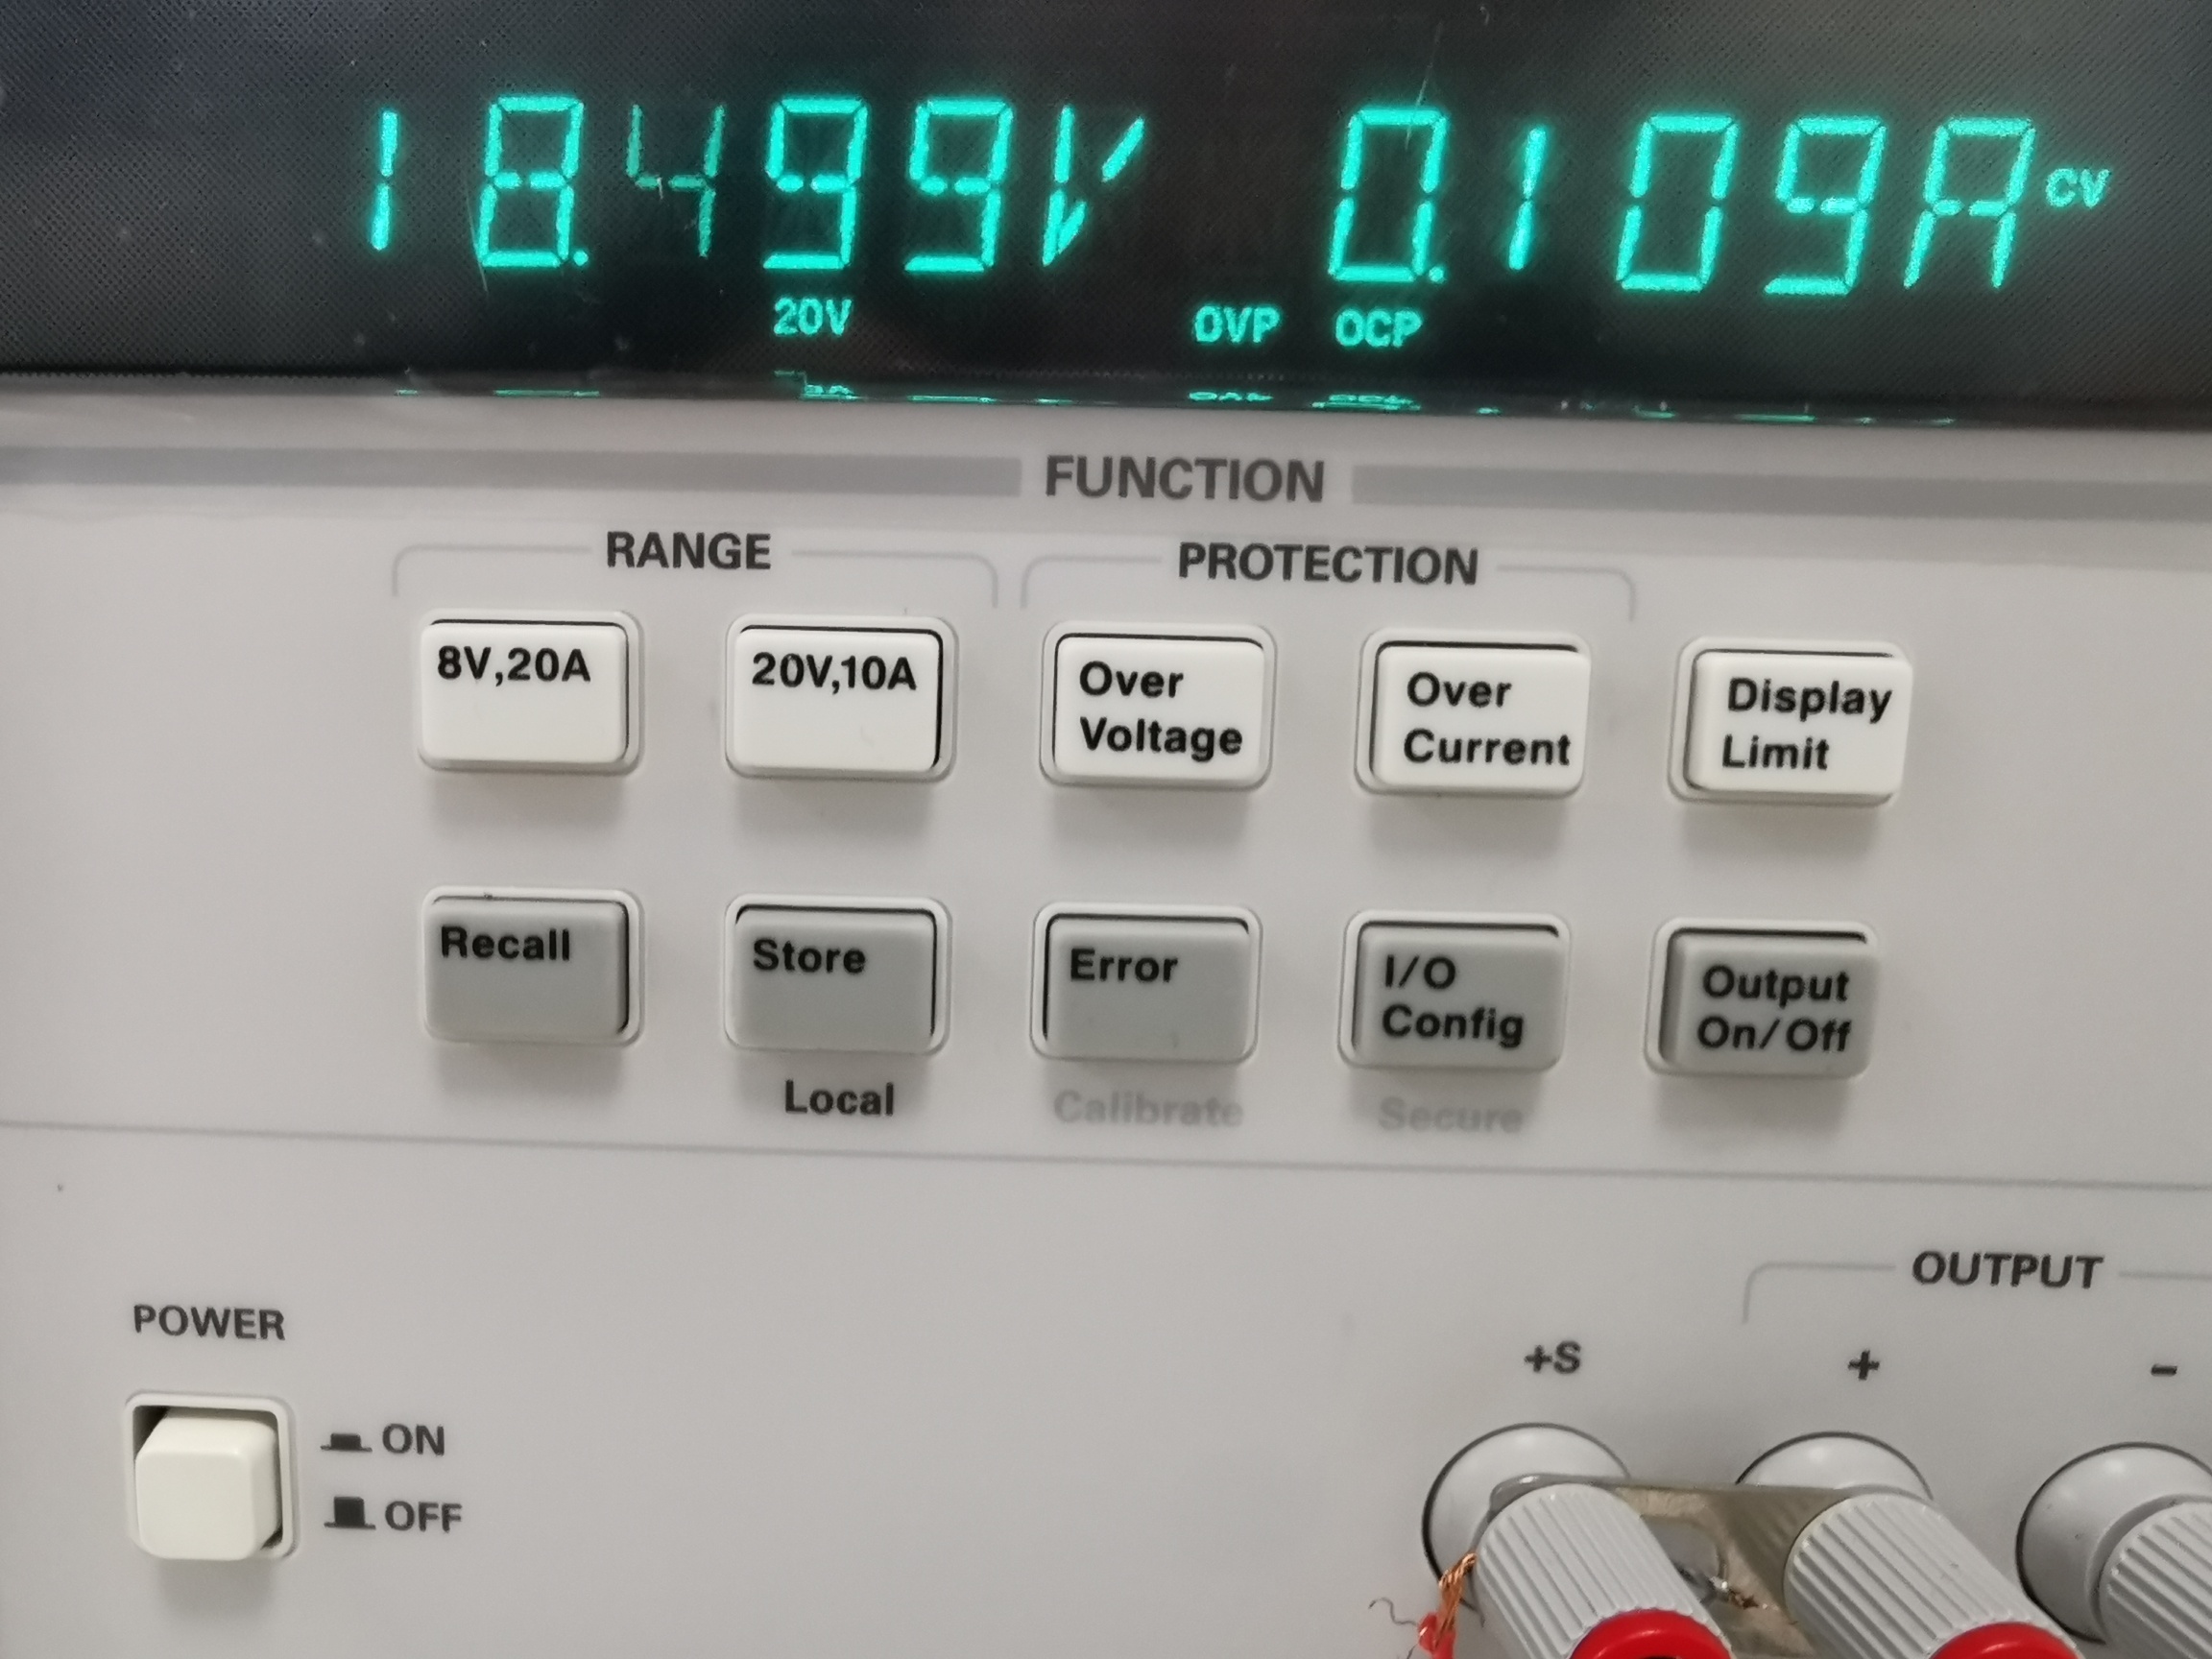 18.499V 0.109A CV
20V OVP OCP
FUNCTION
RANGE PROTECTION
8V,20A 20V,10A Over Voltage Over Current Display Limit
Recall Store Error I/O Config Output On/Off
Local Calibrate Secure
OUTPUT
POWER
+S + -
ON
OFF